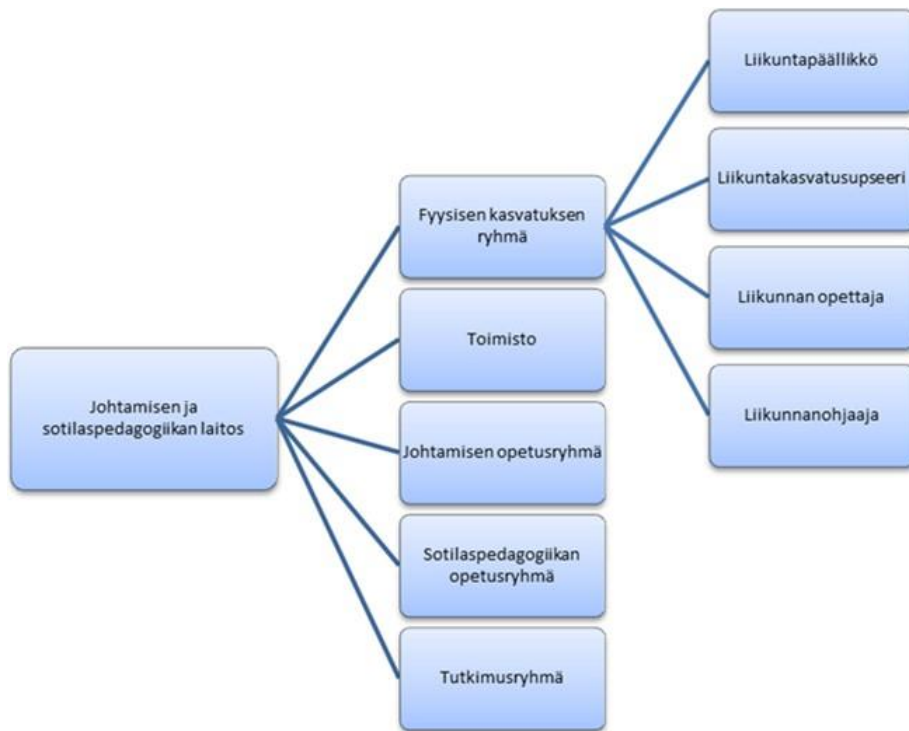 Johtamisen ja
sotilaspedagogiikan laitos
Fyysisen kasvatuksen
ryhmä
Toimisto
Johtamisen opetusryhmä
Sotilaspedagogiikan
opetusryhmä
Tutkimusryhmä
Liikuntapäällikkö
Liikuntakasvatusupseeri
Liikunnan opettaja
Liikunnanohjaaja